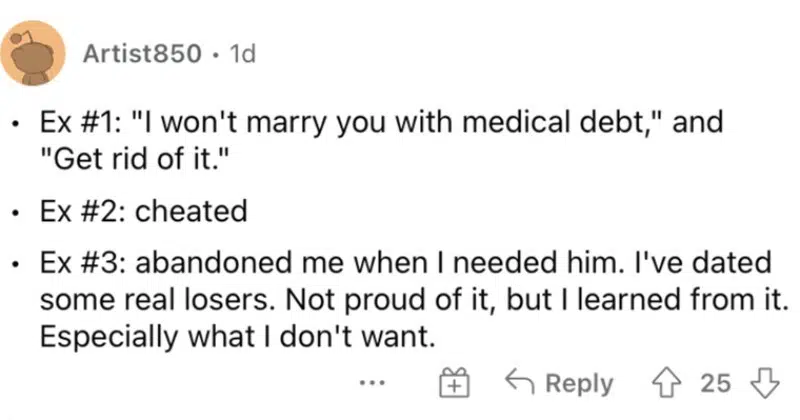 Artist850 · 1d
• Ex #1: "I won't marry you with medical debt," and
"Get rid of it."
• Ex #2: cheated
• Ex #3: abandoned me when I needed him. I've dated
some real losers. Not proud of it, but I learned from it.
Especially what I don't want.
... Reply 25